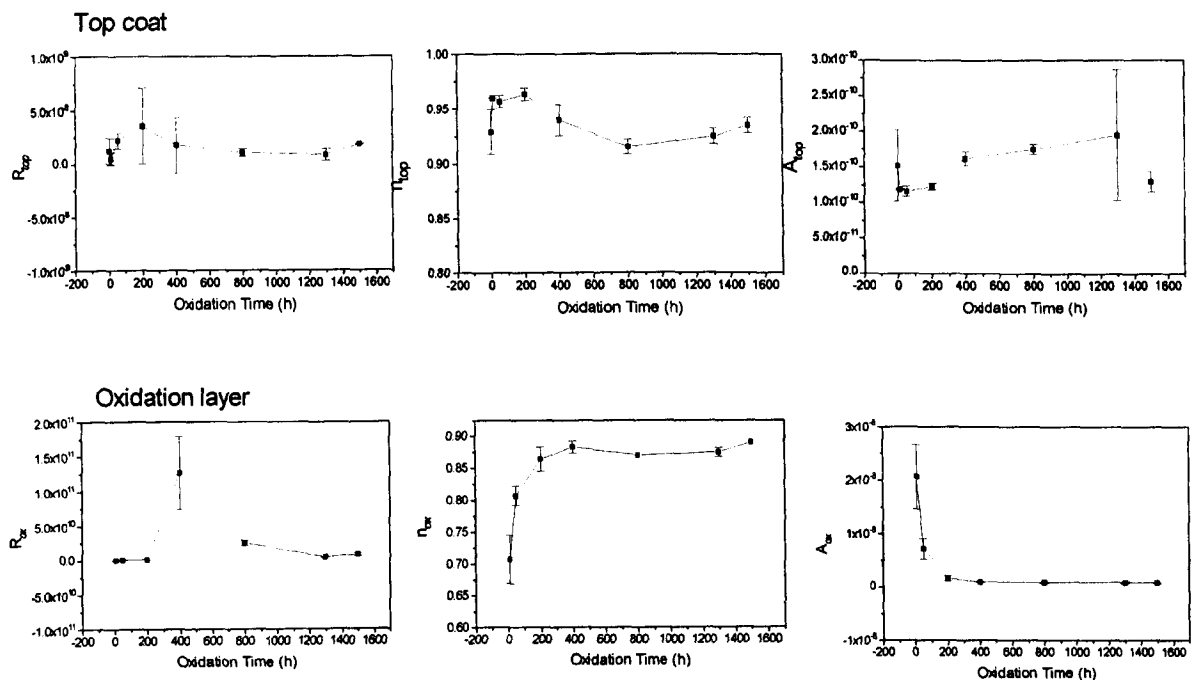 Top coat
1.0x10⁹
5.0x10⁸
0.0
-5.0x10⁸
-1.0x10⁹
R_top
-200 0 200 400 600 800 1000 1200 1400 1600
Oxidation Time (h)
1.00
0.95
0.90
0.85
0.80
n_top
-200 0 200 400 600 800 1000 1200 1400 1600
Oxidation Time (h)
3.0x10⁻¹⁰
2.5x10⁻¹⁰
2.0x10⁻¹⁰
1.5x10⁻¹⁰
1.0x10⁻¹⁰
5.0x10⁻¹¹
0.0
A_top
-200 0 200 400 600 800 1000 1200 1400 1600
Oxidation Time (h)
Oxidation layer
2.0x10¹¹
1.5x10¹¹
1.0x10¹¹
5.0x10¹⁰
0.0
-5.0x10¹⁰
-1.0x10¹¹
R_ox
-200 0 200 400 600 800 1000 1200 1400 1600
Oxidation Time (h)
0.90
0.85
0.80
0.75
0.70
0.65
0.60
n_ox
-200 0 200 400 600 800 1000 1200 1400 1600
Oxidation Time (h)
3x10⁻⁸
2x10⁻⁸
1x10⁻⁸
0
-1x10⁻⁸
A_ox
-200 0 200 400 600 800 1000 1200 1400 1600
Oxidation Time (h)